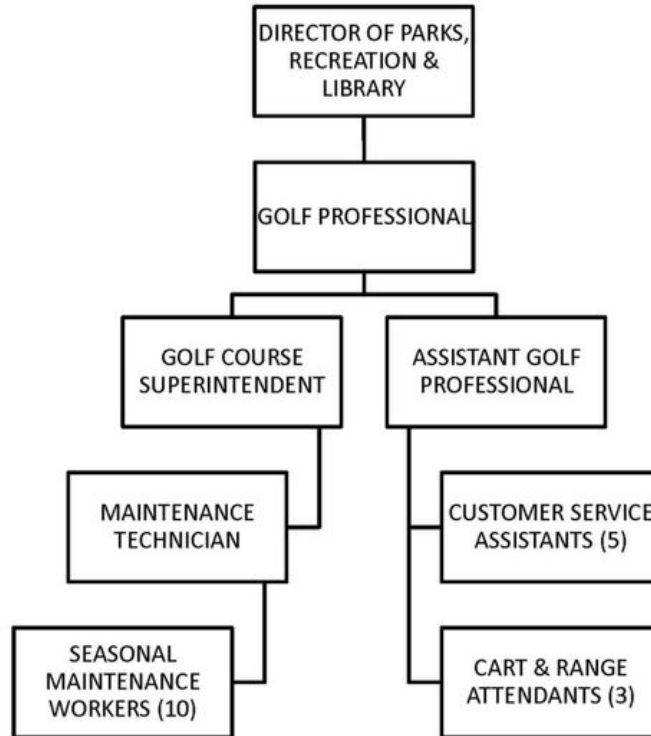 DIRECTOR OF PARKS,
RECREATION &
LIBRARY
GOLF PROFESSIONAL
GOLF COURSE
SUPERINTENDENT
ASSISTANT GOLF
PROFESSIONAL
MAINTENANCE
TECHNICIAN
CUSTOMER SERVICE
ASSISTANTS (5)
SEASONAL
MAINTENANCE
WORKERS (10)
CART & RANGE
ATTENDANTS (3)